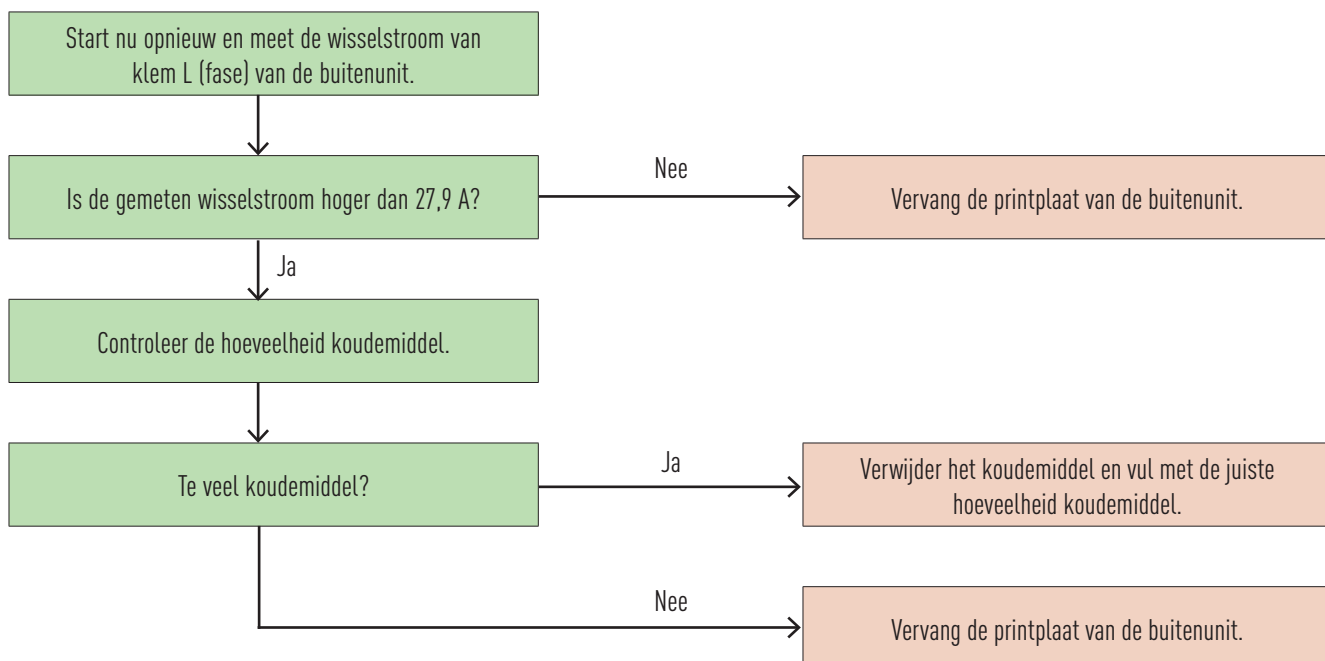 Start nu opnieuw en meet de wisselstroom van
klem L (fase) van de buitenunit.
Is de gemeten wisselstroom hoger dan 27,9 A?
Nee
Vervang de printplaat van de buitenunit.
Ja
Controleer de hoeveelheid koudemiddel.
Te veel koudemiddel?
Ja
Verwijder het koudemiddel en vul met de juiste
hoeveelheid koudemiddel.
Nee
Vervang de printplaat van de buitenunit.